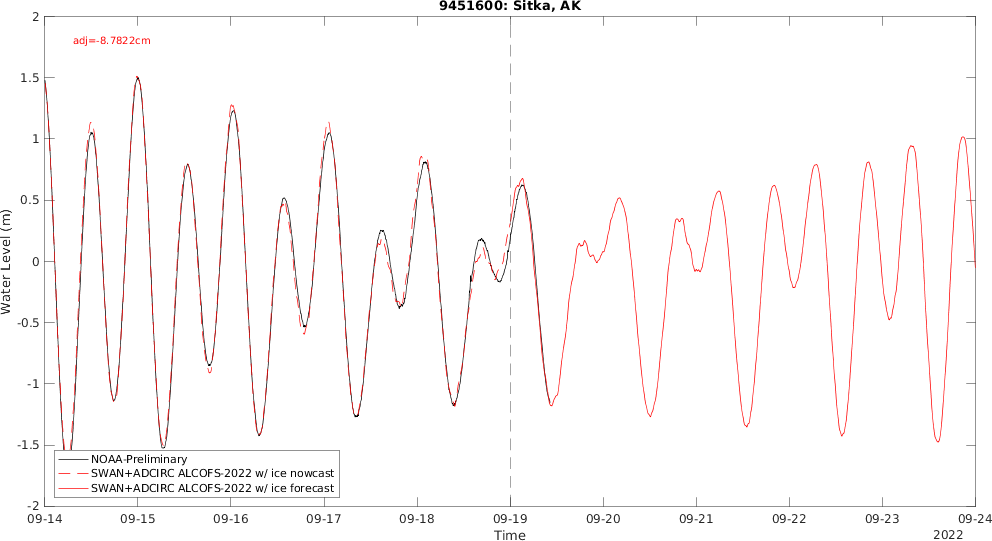 9451600: Sitka, AK
adj=-8.7822cm
Water Level (m)
2
1.5
1
0.5
0
-0.5
-1
-1.5
-2
NOAA-Preliminary
SWAN+ADCIRC ALCOFS-2022 w/ ice nowcast
SWAN+ADCIRC ALCOFS-2022 w/ ice forecast
09-14 09-15 09-16 09-17 09-18 09-19 09-20 09-21 09-22 09-23 09-24
Time
2022